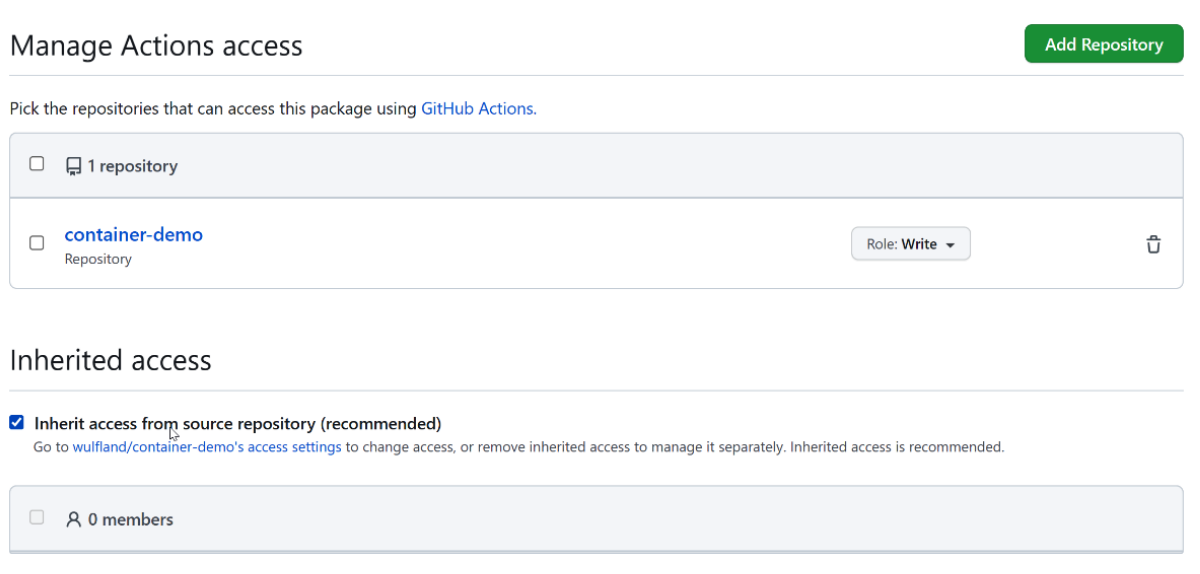 Manage Actions access
Add Repository
Pick the repositories that can access this package using GitHub Actions.
1 repository
container-demo
Role: Write
Repository
Inherited access
Inherit access from source repository (recommended)
Go to wulfland/container-demo's access settings to change access, or remove inherited access to manage it separately. Inherited access is recommended.
0 members